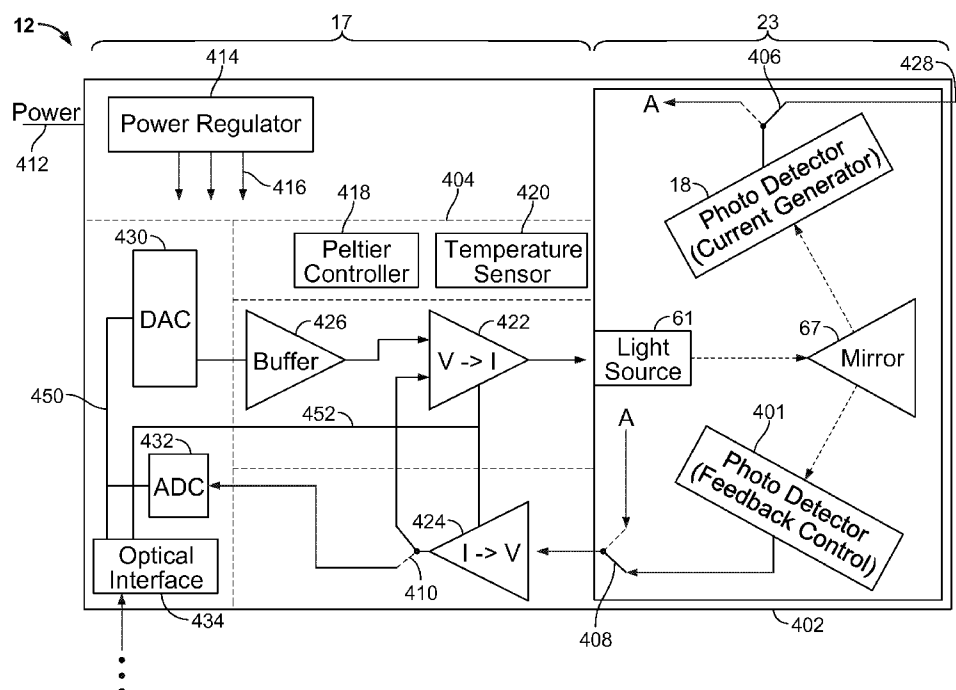 12
17
23
414
406
428
Power
412
Power Regulator
416
A
18
Photo Detector
(Current Generator)
418
404
420
Peltier
Controller
Temperature
Sensor
430
DAC
426
Buffer
422
V -> I
61
Light
Source
67
Mirror
450
452
432
ADC
A
401
Photo Detector
(Feedback Control)
424
I -> V
Optical
Interface
434
410
408
402